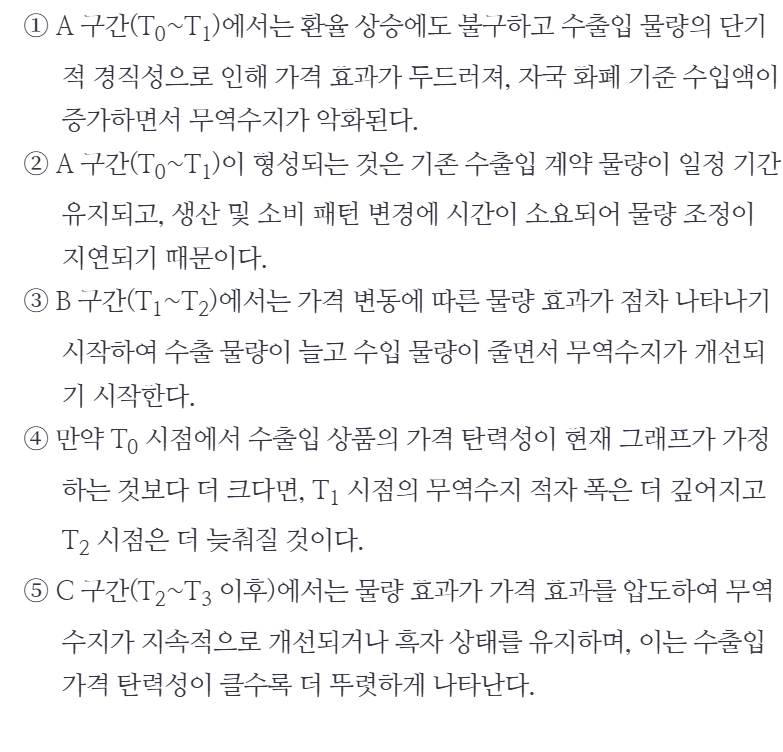 ① A 구간(T₀~T₁)에서는 환율 상승에도 불구하고 수출입 물량의 단기
적 경직성으로 인해 가격 효과가 두드러져, 자국 화폐 기준 수입액이
증가하면서 무역수지가 악화된다.
② A 구간(T₀~T₁)이 형성되는 것은 기존 수출입 계약 물량이 일정 기간
유지되고, 생산 및 소비 패턴 변경에 시간이 소요되어 물량 조정이
지연되기 때문이다.
③ B 구간(T₁~T₂)에서는 가격 변동에 따른 물량 효과가 점차 나타나기
시작하여 수출 물량이 늘고 수입 물량이 줄면서 무역수지가 개선되
기 시작한다.
④ 만약 T₀ 시점에서 수출입 상품의 가격 탄력성이 현재 그래프가 가정
하는 것보다 더 크다면, T₁ 시점의 무역수지 적자 폭은 더 깊어지고
T₂ 시점은 더 늦춰질 것이다.
⑤ C 구간(T₂~T₃ 이후)에서는 물량 효과가 가격 효과를 압도하여 무역
수지가 지속적으로 개선되거나 흑자 상태를 유지하며, 이는 수출입
가격 탄력성이 클수록 더 뚜렷하게 나타난다.